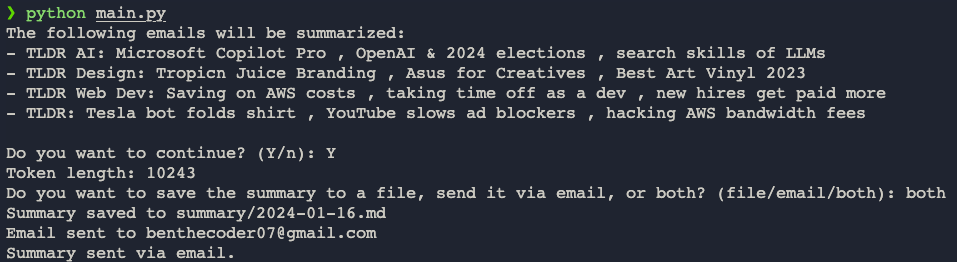 ❯ python main.py
The following emails will be summarized:
- TLDR AI: Microsoft Copilot Pro , OpenAI & 2024 elections , search skills of LLMs
- TLDR Design: Tropicn Juice Branding , Asus for Creatives , Best Art Vinyl 2023
- TLDR Web Dev: Saving on AWS costs , taking time off as a dev , new hires get paid more
- TLDR: Tesla bot folds shirt , YouTube slows ad blockers , hacking AWS bandwidth fees
Do you want to continue? (Y/n): Y
Token length: 10243
Do you want to save the summary to a file, send it via email, or both? (file/email/both): both
Summary saved to summary/2024-01-16.md
Email sent to benthecoder07@gmail.com
Summary sent via email.